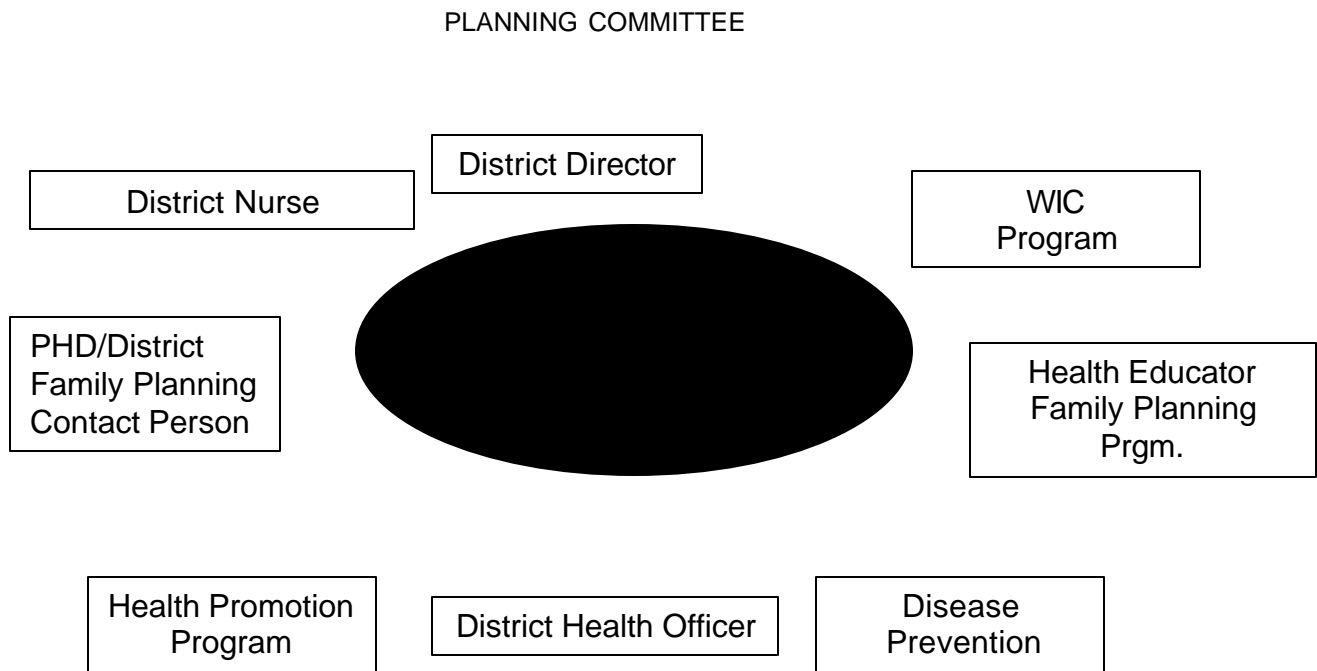 PLANNING COMMITTEE
District Director
District Nurse
WIC
Program
PHD/District
Family Planning
Contact Person
Health Educator
Family Planning
Prgm.
Health Promotion
Program
District Health Officer
Disease
Prevention